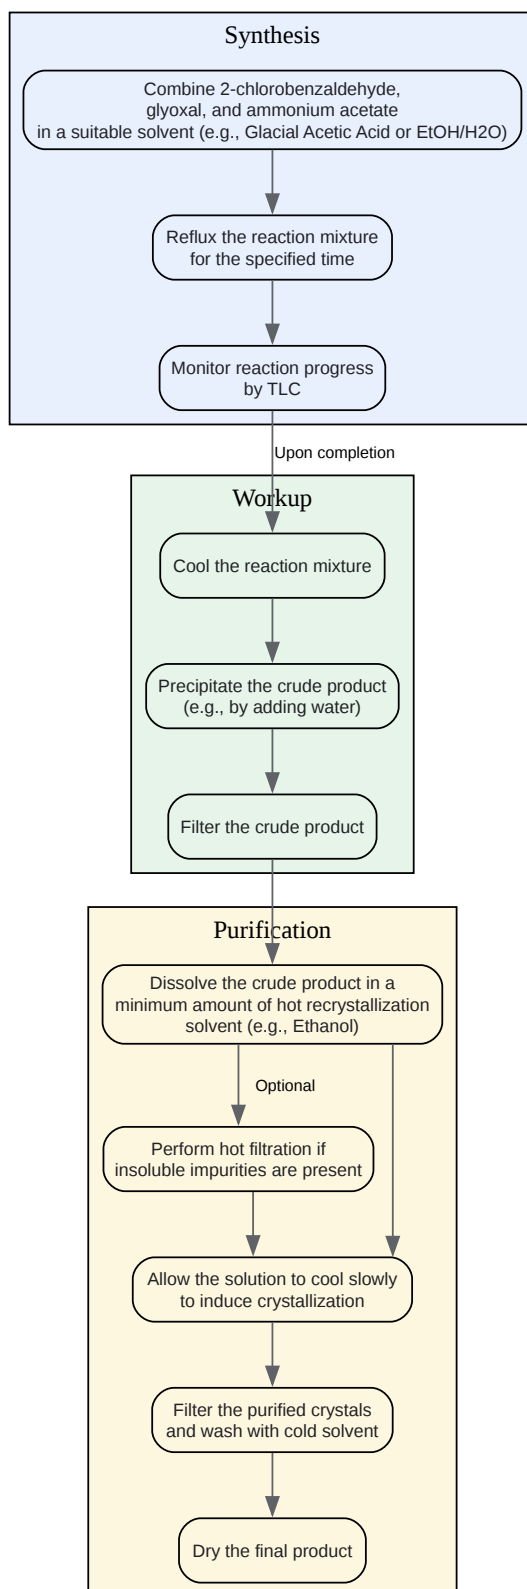 Synthesis
Combine 2-chlorobenzaldehyde,
glyoxal, and ammonium acetate
in a suitable solvent (e.g., Glacial Acetic Acid or EtOH/H2O)
Reflux the reaction mixture
for the specified time
Monitor reaction progress
by TLC
Upon completion
Workup
Cool the reaction mixture
Precipitate the crude product
(e.g., by adding water)
Filter the crude product
Purification
Dissolve the crude product in a
minimum amount of hot recrystallization
solvent (e.g., Ethanol)
Optional
Perform hot filtration if
insoluble impurities are present
Allow the solution to cool slowly
to induce crystallization
Filter the purified crystals
and wash with cold solvent
Dry the final product